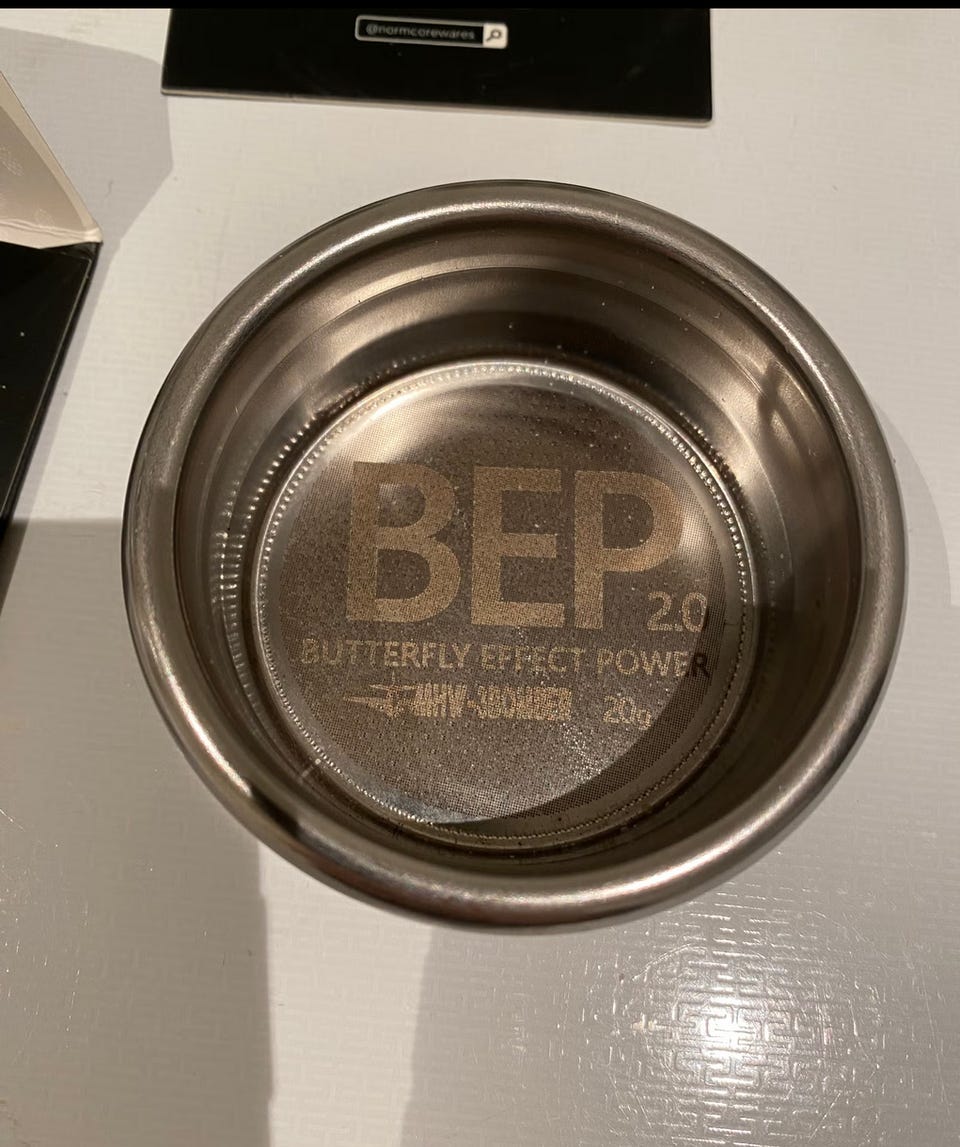 @normcorewares
BEP
2.0
BUTTERFLY EFFECT POWER
MHW-3BOMBER
20g